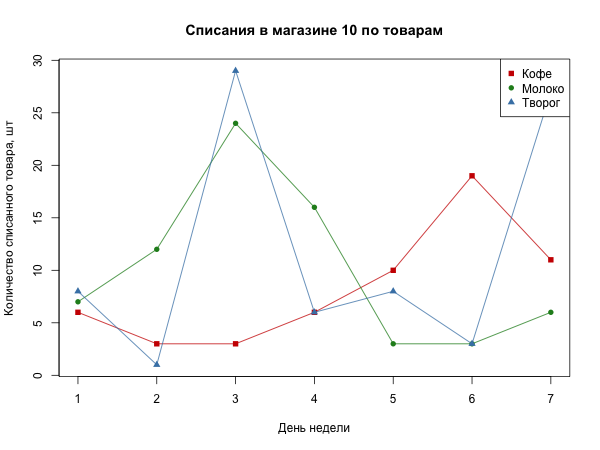 Списания в магазине 10 по товарам
Количество списанного товара, шт
30
25
20
15
10
5
0
Кофе
Молоко
Творог
1 2 3 4 5 6 7
День недели